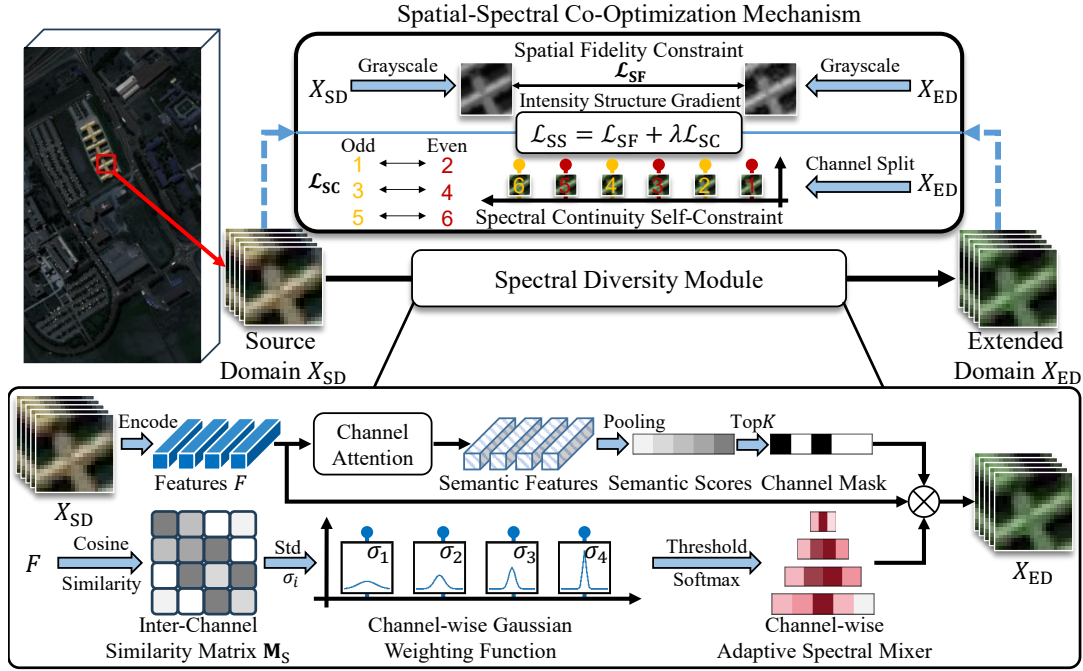 Spatial-Spectral Co-Optimization Mechanism
Spatial Fidelity Constraint
X_SD
Grayscale
ℒ_SF
Grayscale
X_ED
Intensity Structure Gradient
ℒ_SS = ℒ_SF + λℒ_SC
Odd
Even
ℒ_SC
1
2
3
4
5
6
6
5
4
3
2
1
Channel Split
X_ED
Spectral Continuity Self-Constraint
Spectral Diversity Module
Source
Domain X_SD
Extended
Domain X_ED
Encode
X_SD
Features F
Channel
Attention
Semantic Features
Pooling
Semantic Scores
TopK
Channel Mask
X_ED
F
Cosine
Similarity
Inter-Channel
Similarity Matrix M_S
Std
σ_i
σ_1
σ_2
σ_3
σ_4
Channel-wise Gaussian
Weighting Function
Threshold
Softmax
Channel-wise
Adaptive Spectral Mixer